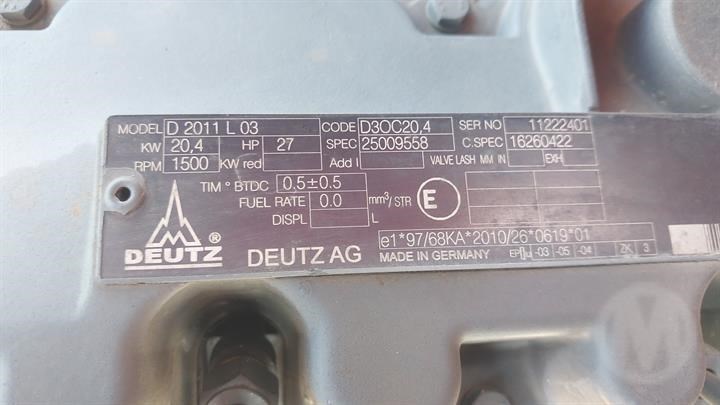 MODEL D 2011 L 03 CODE D3OC20,4 SER NO 11222401
KW 20,4 HP 27 SPEC 25009558 C.SPEC 16260422
RPM 1500 KW red Add I VALVE LASH MM IN EXH
TIM ° BTDC 0.5±0.5
FUEL RATE 0.0 mm³/STR E
DISPL L
DEUTZ ® DEUTZ AG e1*97/68KA*2010/26*0619*01
MADE IN GERMANY -03 -05 -04 ZK 3
M